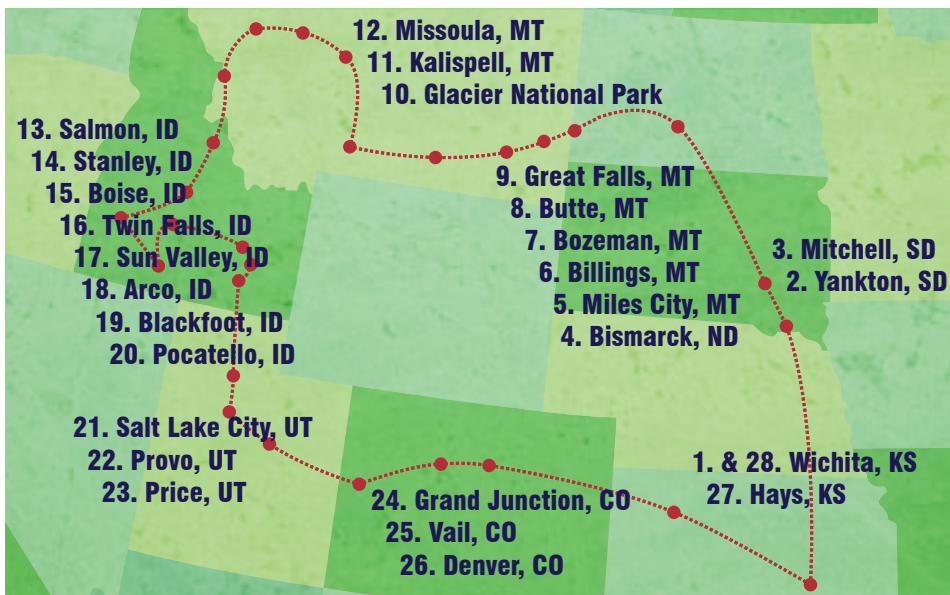 12. Missoula, MT
11. Kalispell, MT
10. Glacier National Park
13. Salmon, ID
14. Stanley, ID
15. Boise, ID
16. Twin Falls, ID
17. Sun Valley, ID
18. Arco, ID
19. Blackfoot, ID
20. Pocatello, ID
9. Great Falls, MT
8. Butte, MT
7. Bozeman, MT
6. Billings, MT
5. Miles City, MT
4. Bismarck, ND
3. Mitchell, SD
2. Yankton, SD
21. Salt Lake City, UT
22. Provo, UT
23. Price, UT
24. Grand Junction, CO
25. Vail, CO
26. Denver, CO
1. & 28. Wichita, KS
27. Hays, KS